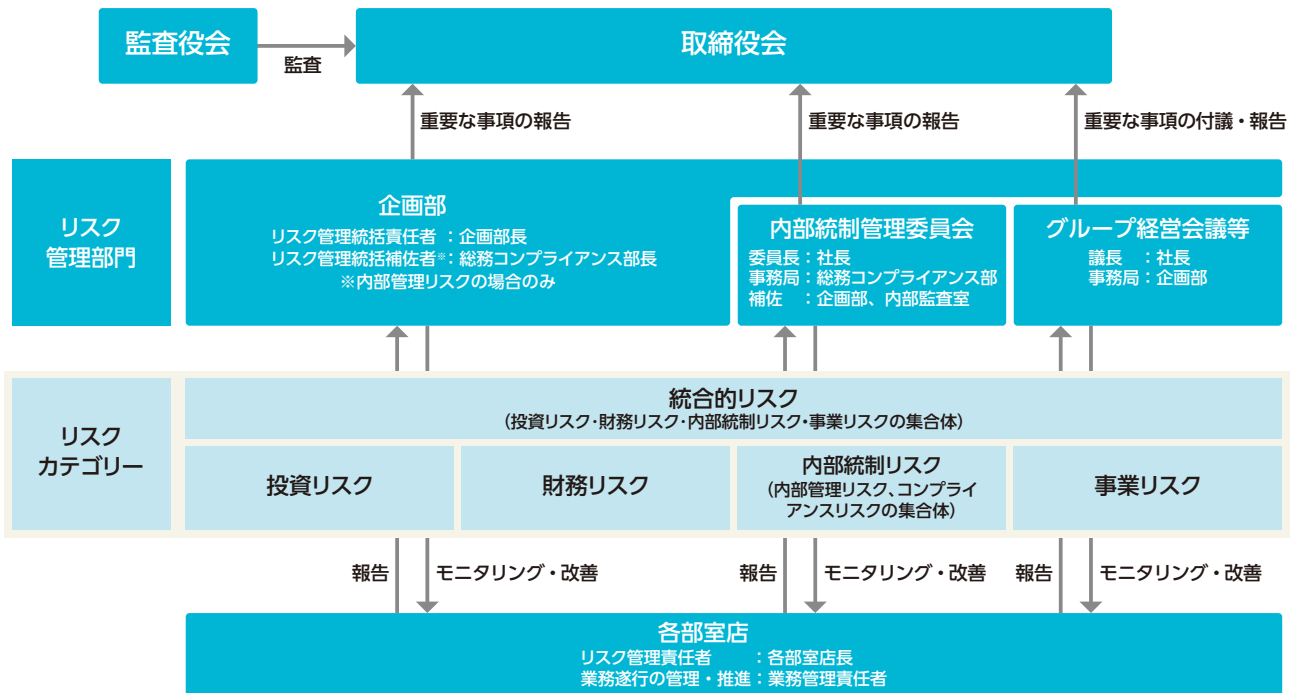 監査役会
監査
取締役会
重要な事項の報告
重要な事項の報告
重要な事項の付議・報告
リスク
管理部門
企画部
リスク管理統括責任者 : 企画部長
リスク管理統括補佐者※: 総務コンプライアンス部長
※内部管理リスクの場合のみ
内部統制管理委員会
委員長 : 社長
事務局 : 総務コンプライアンス部
補佐 : 企画部、内部監査室
グループ経営会議等
議長 : 社長
事務局 : 企画部
リスク
カテゴリー
統合的リスク
(投資リスク・財務リスク・内部統制リスク・事業リスクの集合体)
投資リスク
財務リスク
内部統制リスク
(内部管理リスク、コンプライ
アンスリスクの集合体)
事業リスク
報告
モニタリング・改善
報告
モニタリング・改善
報告
モニタリング・改善
各部室店
リスク管理責任者 : 各部室店長
業務遂行の管理・推進 : 業務管理責任者